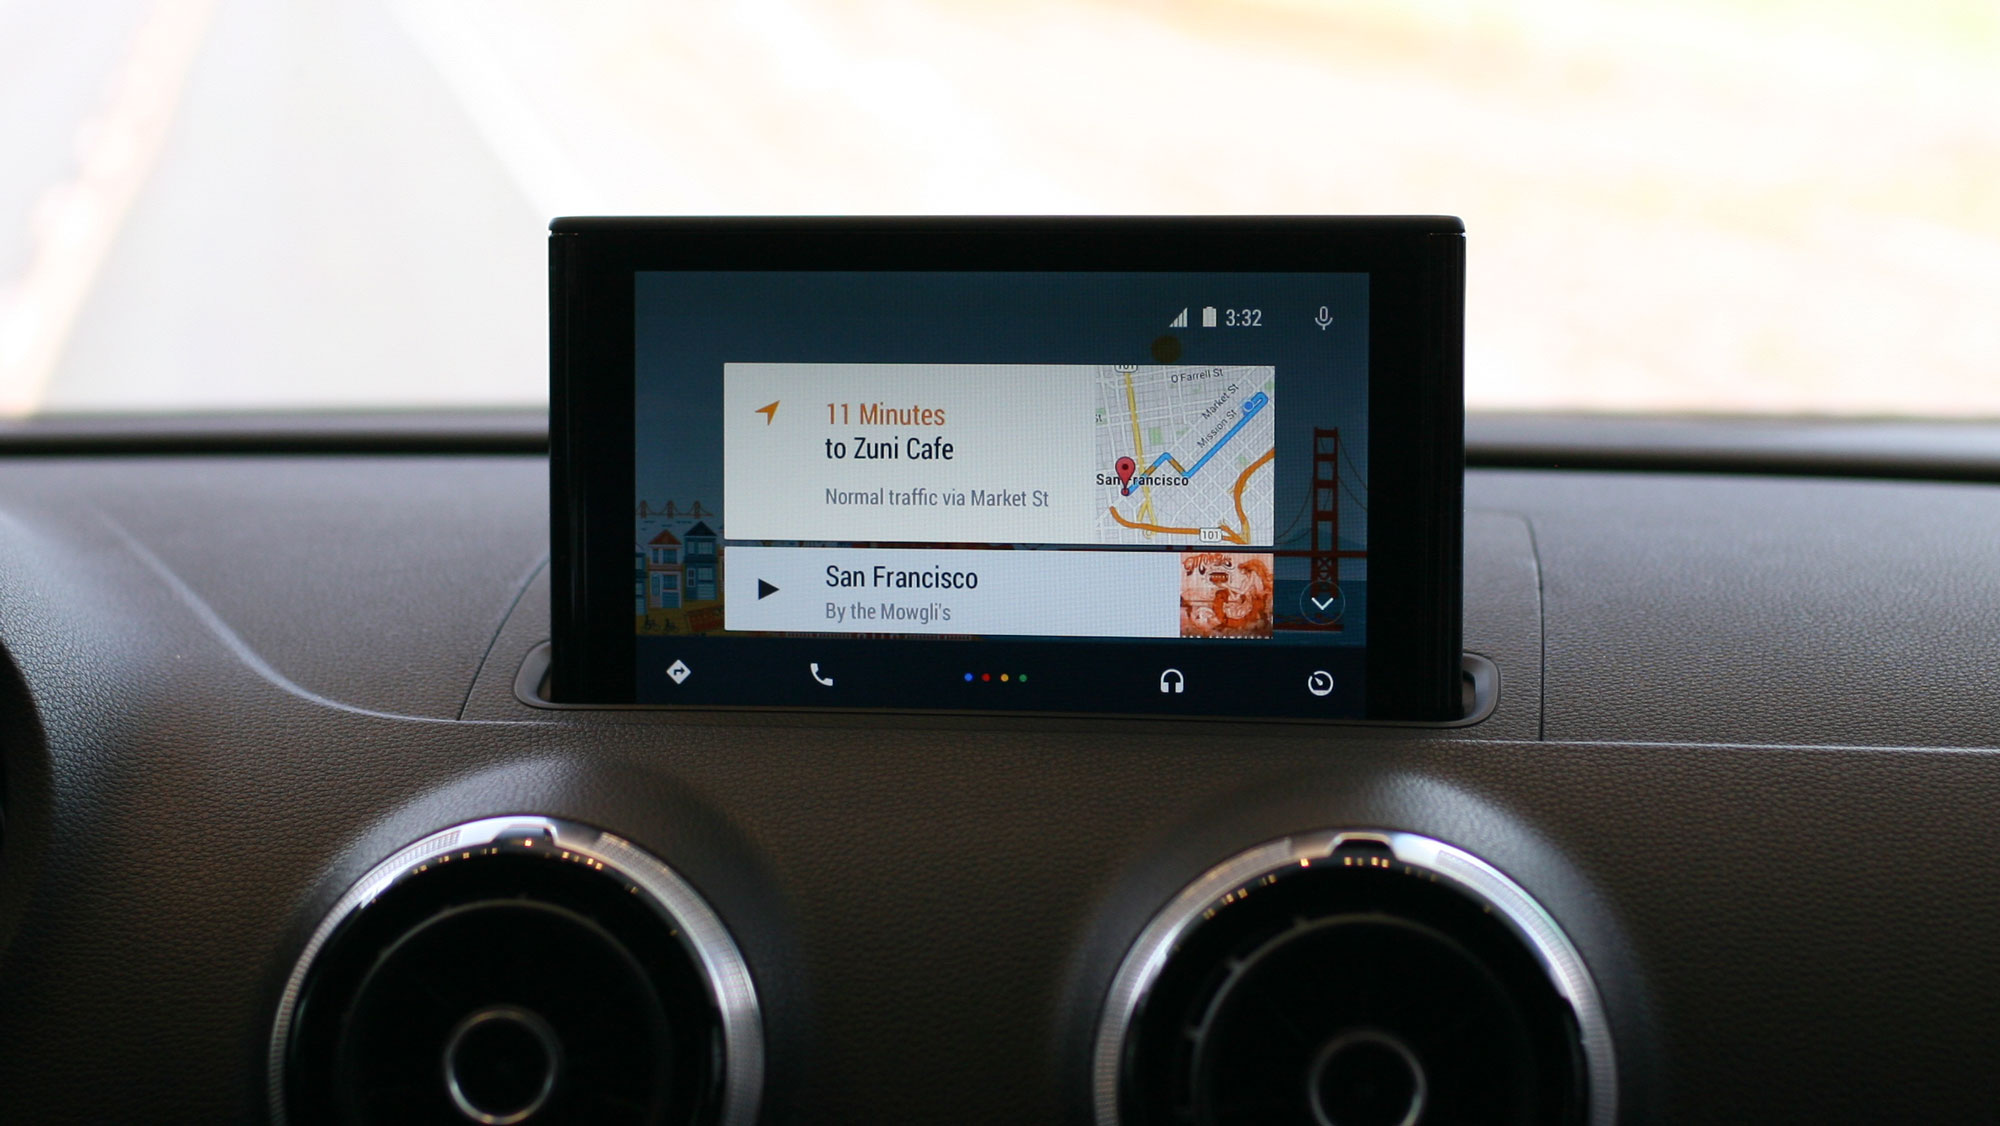 3:32
11 Minutes
to Zuni Cafe
Normal traffic via Market St
101
O'Farrell St
Market St
Mission St
San Francisco
101
San Francisco
By the Mowgli's